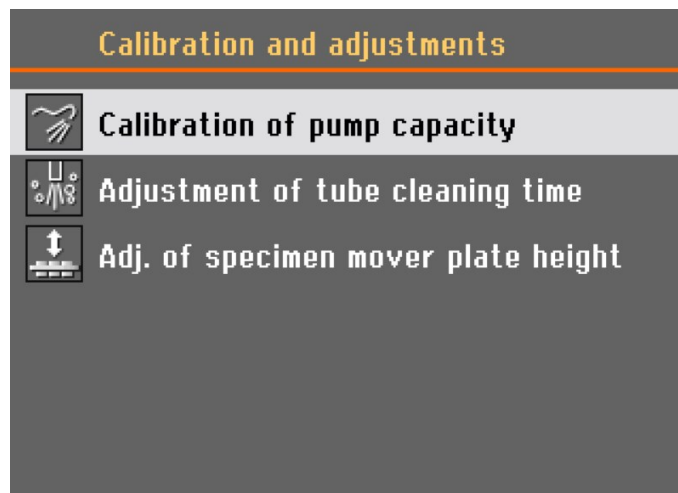 Calibration and adjustments
Calibration of pump capacity
Adjustment of tube cleaning time
Adj. of specimen mover plate height